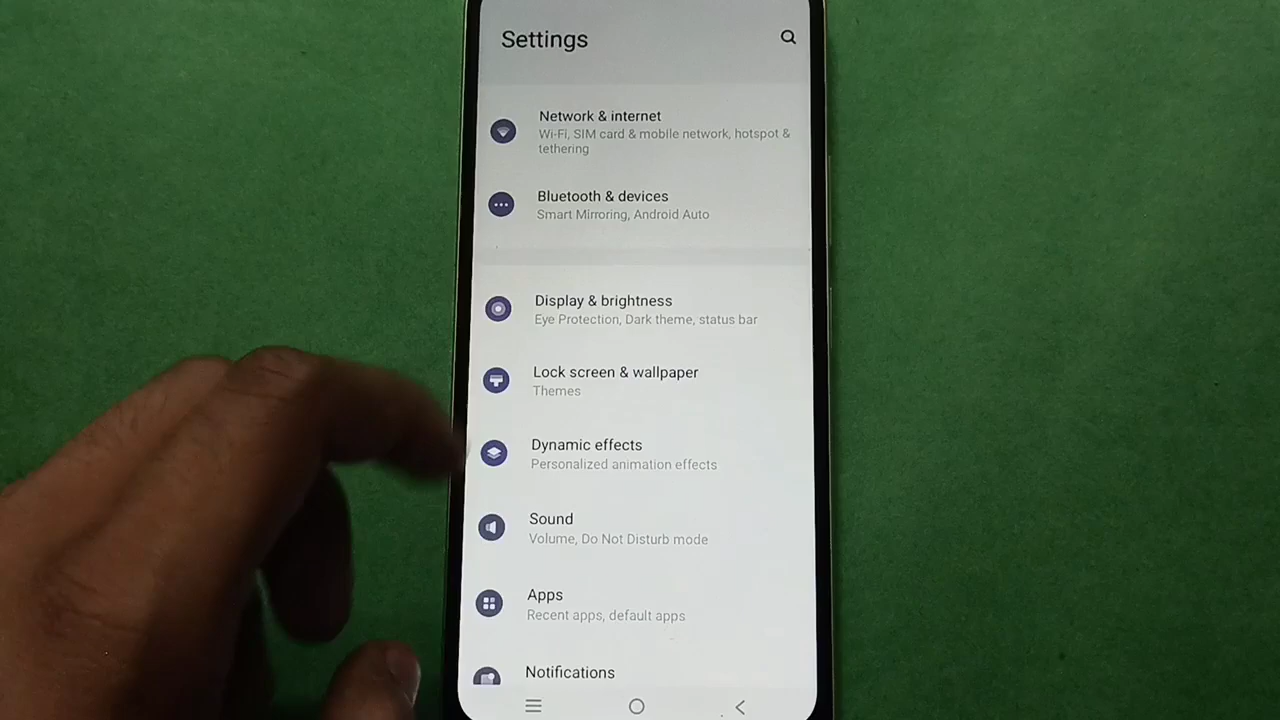 Settings
Network & internet
Wi-Fi, SIM card & mobile network, hotspot &
tethering
Bluetooth & devices
Smart Mirroring, Android Auto
Display & brightness
Eye Protection, Dark theme, status bar
Lock screen & wallpaper
Themes
Dynamic effects
Personalized animation effects
Sound
Volume, Do Not Disturb mode
Apps
Recent apps, default apps
Notifications